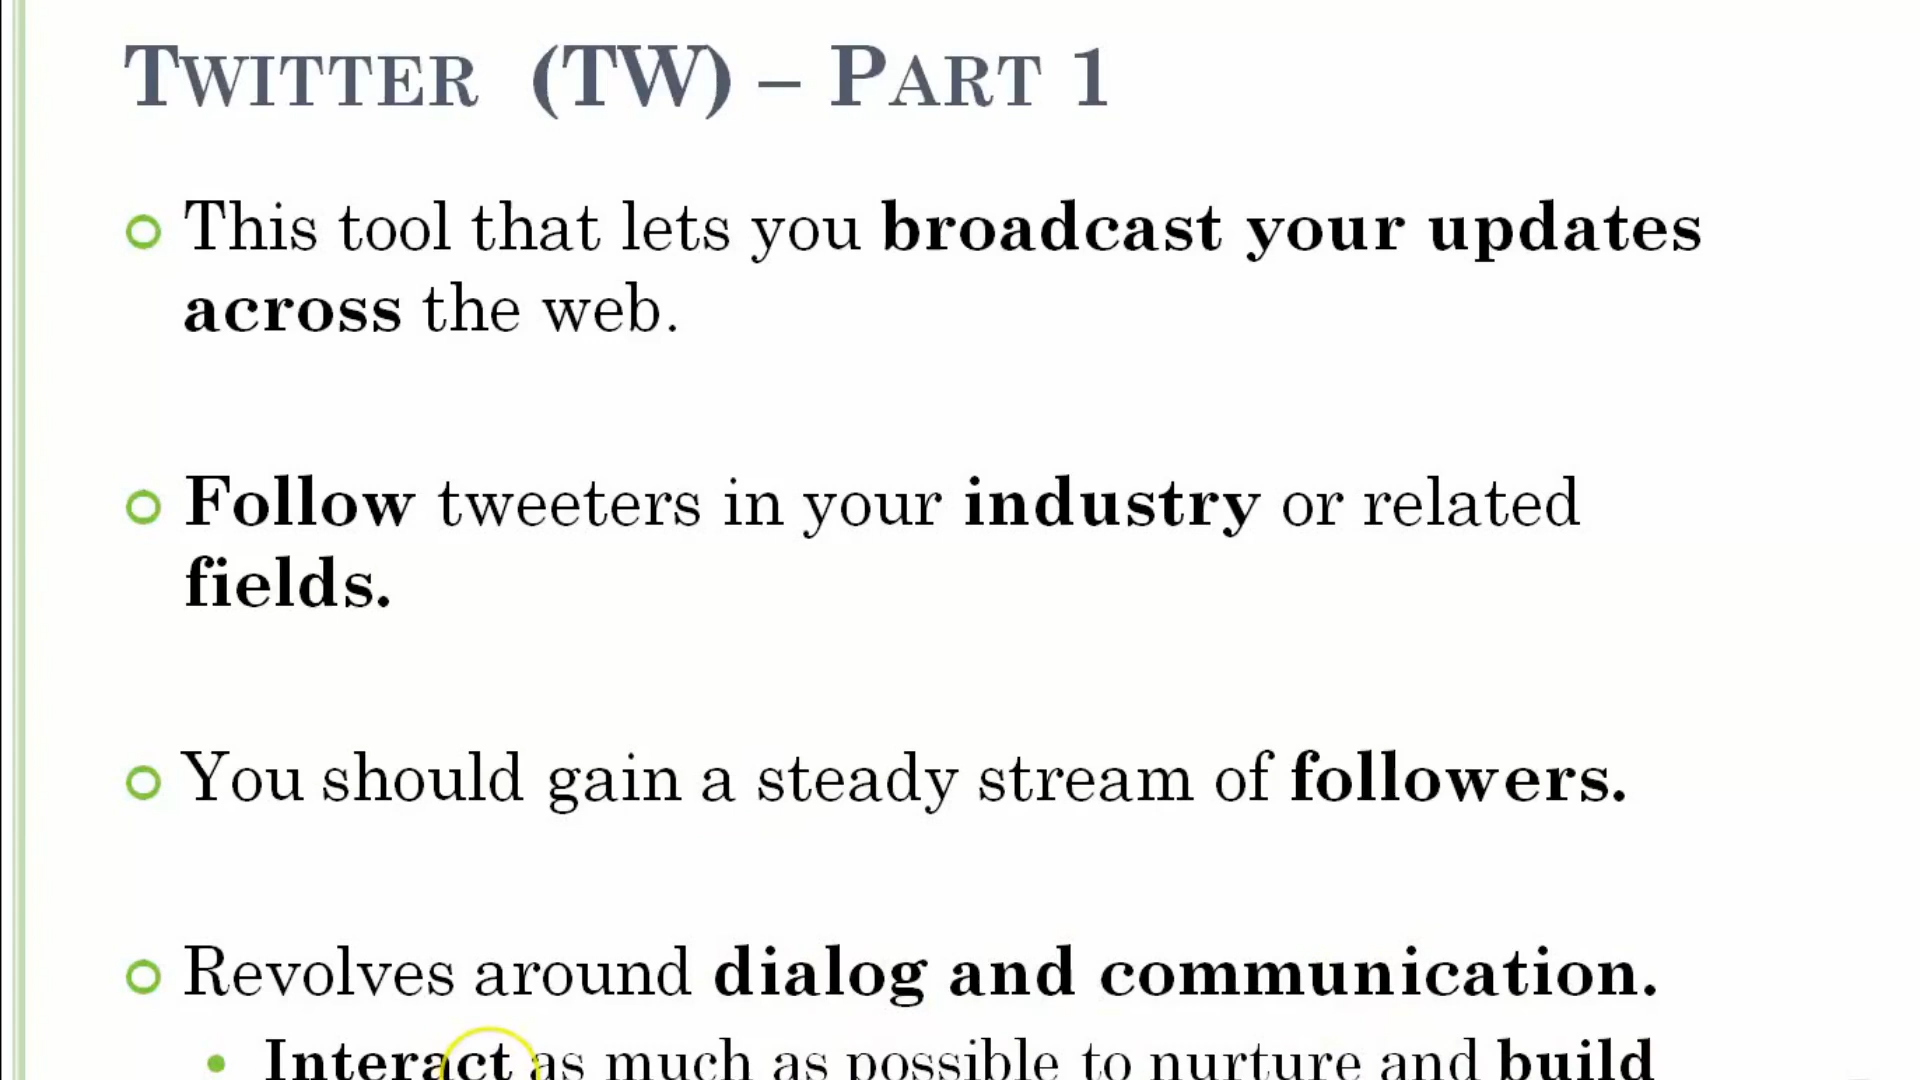 Twitter (TW) – Part 1
This tool that lets you broadcast your updates
across the web.
Follow tweeters in your industry or related
fields.
You should gain a steady stream of followers.
Revolves around dialog and communication.
Interact as much as possible to nurture and build